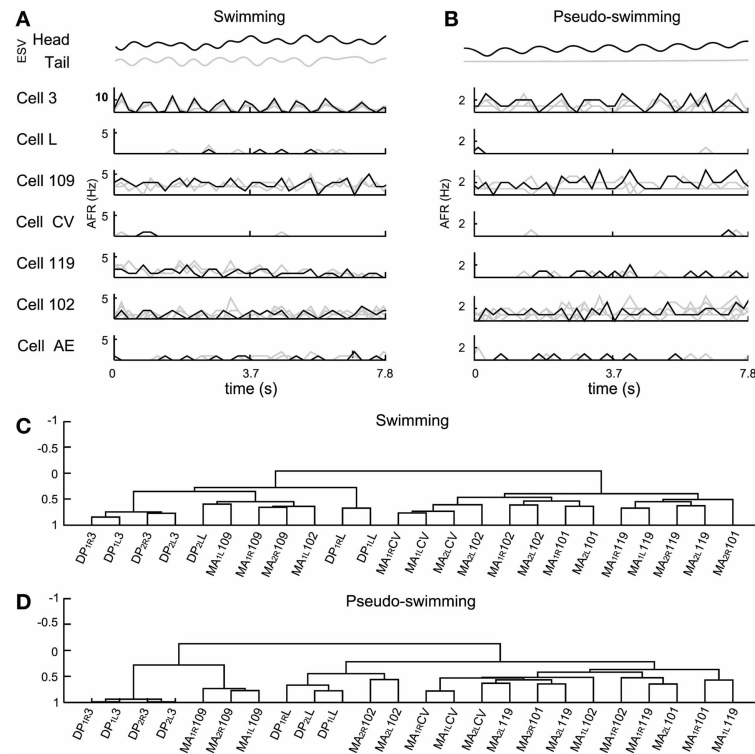 A
Swimming
ESV
Head
Tail
Cell 3
10
Cell L
5
Cell 109
5
AFR (Hz)
Cell CV
5
Cell 119
5
Cell 102
5
Cell AE
5
0
3.7
7.8
time (s)
B
Pseudo-swimming
2
2
2
AFR (Hz)
2
2
2
2
0
3.7
7.8
time (s)
C
Swimming
-1
-0.5
0
0.5
1
DP1R3
DP1L3
DP2R3
DP2L3
DP2LL
MA1L109
MA1R109
MA2R109
MA1L102
DP1RL
DP1LL
MA1RCV
MA1LCV
MA2LCV
MA2L102
MA1R102
MA2L102
MA1R101
MA2L101
MA1R119
MA1L119
MA2R119
MA2L119
MA2R101
D
Pseudo-swimming
-1
-0.5
0
0.5
1
DP1R3
DP1L3
DP2R3
DP2L3
MA1R109
MA2R109
MA1L109
DP1RL
DP2LL
DP1LL
MA2R102
MA2L102
MA1RCV
MA1LCV
MA2LCV
MA2L119
MA2R101
MA2L119
MA1L102
MA1R102
MA1R119
MA2L101
MA1R101
MA1L119